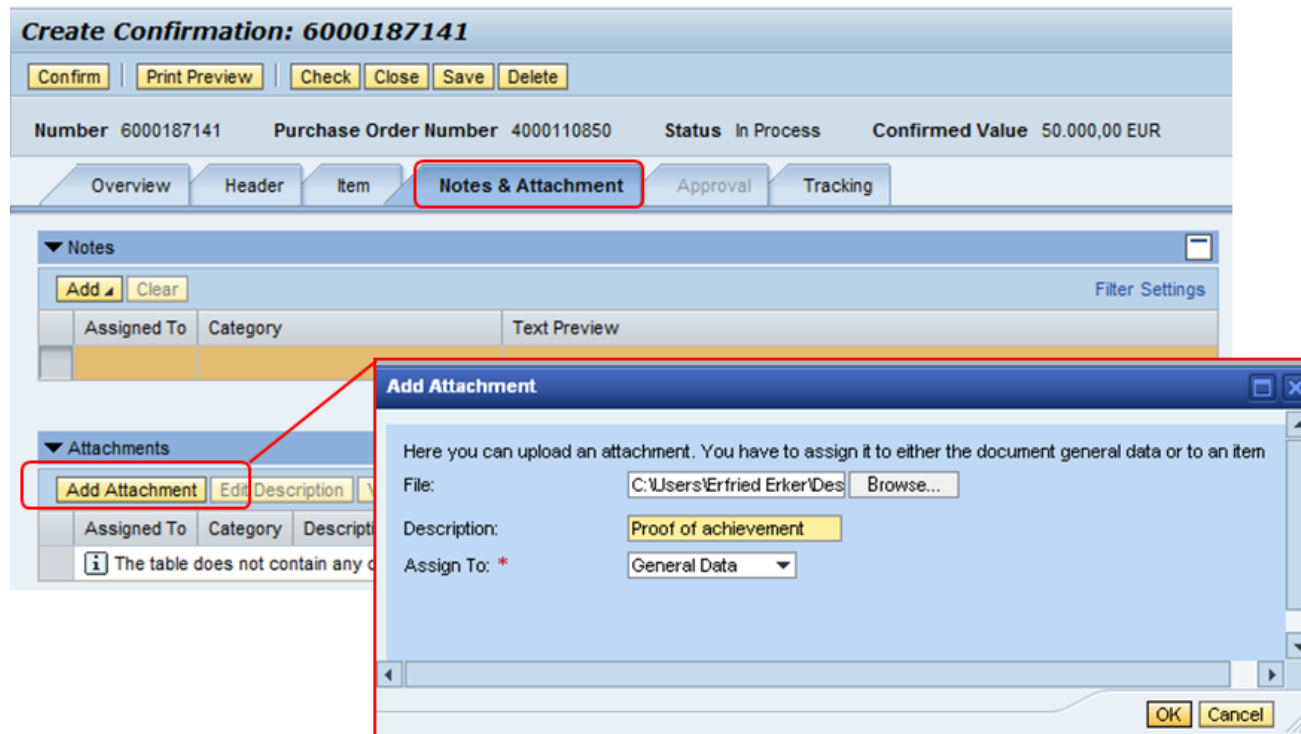 Create Confirmation: 6000187141
Confirm Print Preview Check Close Save Delete
Number 6000187141 Purchase Order Number 4000110850 Status In Process Confirmed Value 50.000,00 EUR
Overview Header Item Notes & Attachment Approval Tracking
Notes
Add Clear Filter Settings
Assigned To Category Text Preview
Attachments
Add Attachment Edit Description
Assigned To Category
The table does not contain any
Add Attachment
Here you can upload an attachment. You have to assign it to either the document general data or to an item
File: C:\Users\Erfried Erker\Des Browse...
Description: Proof of achievement
Assign To: * General Data
OK Cancel